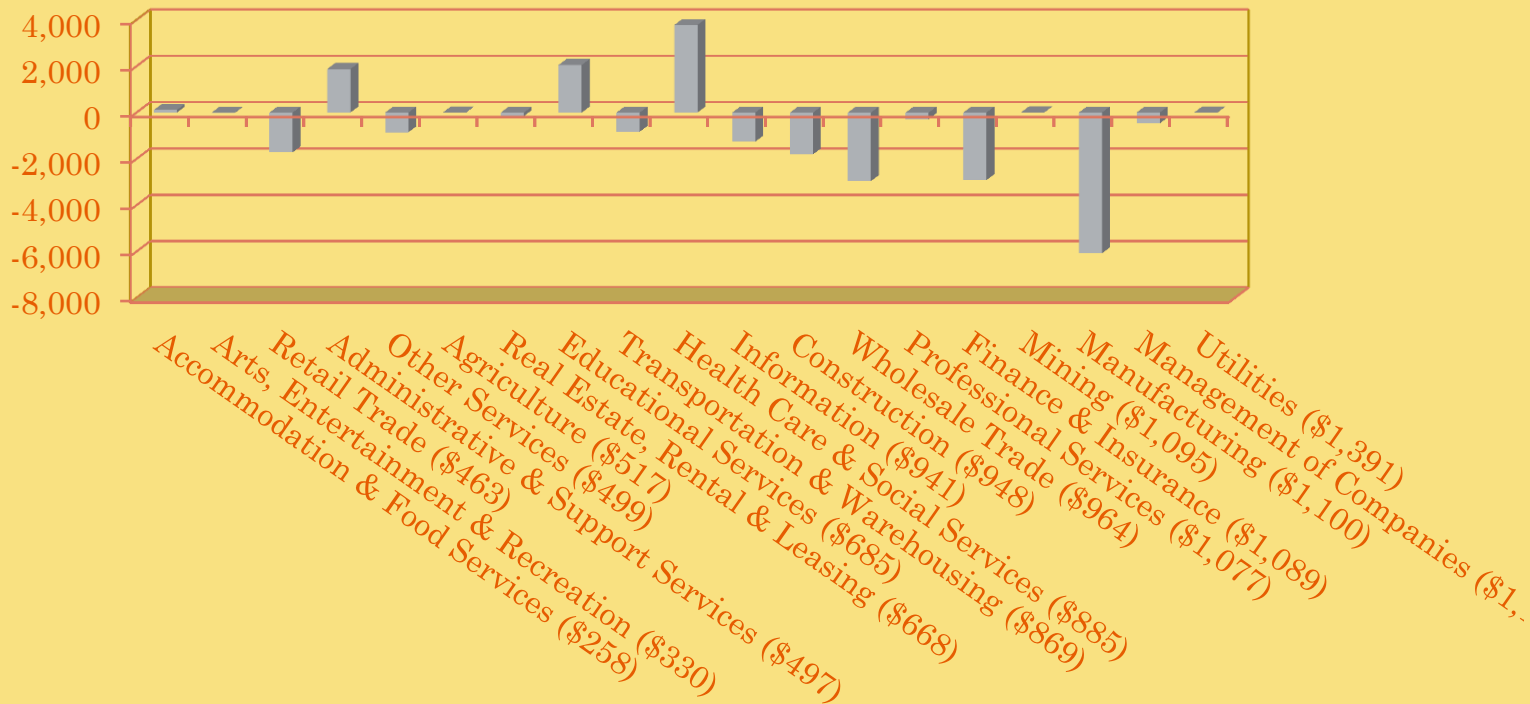 4,000
2,000
0
-2,000
-4,000
-6,000
-8,000
Accommodation & Food Services ($258)
Arts, Entertainment & Recreation ($330)
Retail Trade ($463)
Administrative & Support Services ($497)
Other Services ($499)
Agriculture ($517)
Real Estate, Rental & Leasing ($668)
Educational Services ($685)
Transportation & Warehousing ($869)
Health Care & Social Services ($885)
Information ($941)
Construction ($948)
Wholesale Trade ($964)
Professional Services ($1,077)
Finance & Insurance ($1,089)
Mining ($1,095)
Manufacturing ($1,100)
Management of Companies
Utilities ($1,391)